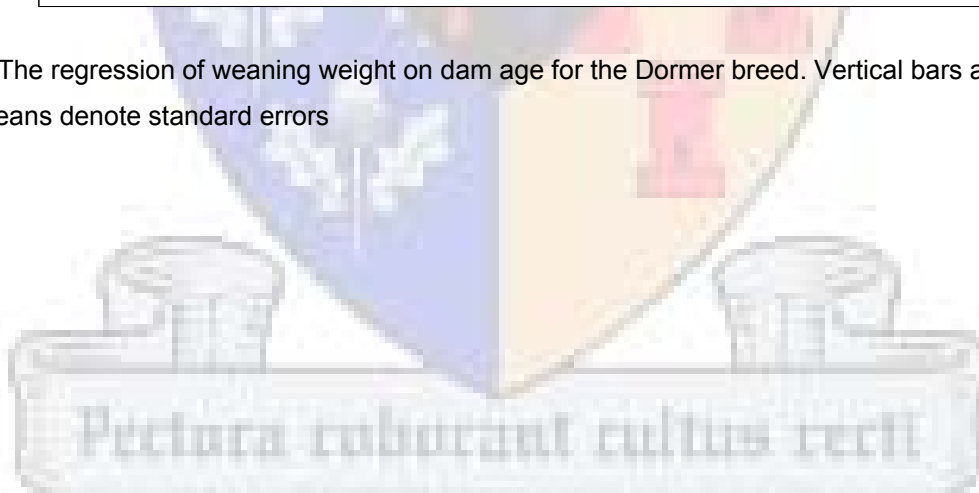 The regression of weaning weight on dam age for the Dormer breed. Vertical bars a
eans denote standard errors
Pectora roborant cultus recti